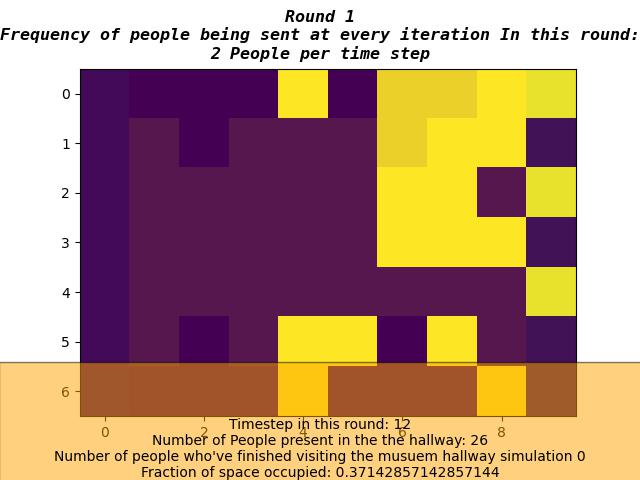 Round 1
Frequency of people being sent at every iteration In this round:
2 People per time step
0
1
2
3
4
5
6
0 2 4 6 8
Timestep in this round: 12
Number of People present in the the hallway: 26
Number of people who've finished visiting the musuem hallway simulation 0
Fraction of space occupied: 0.37142857142857144